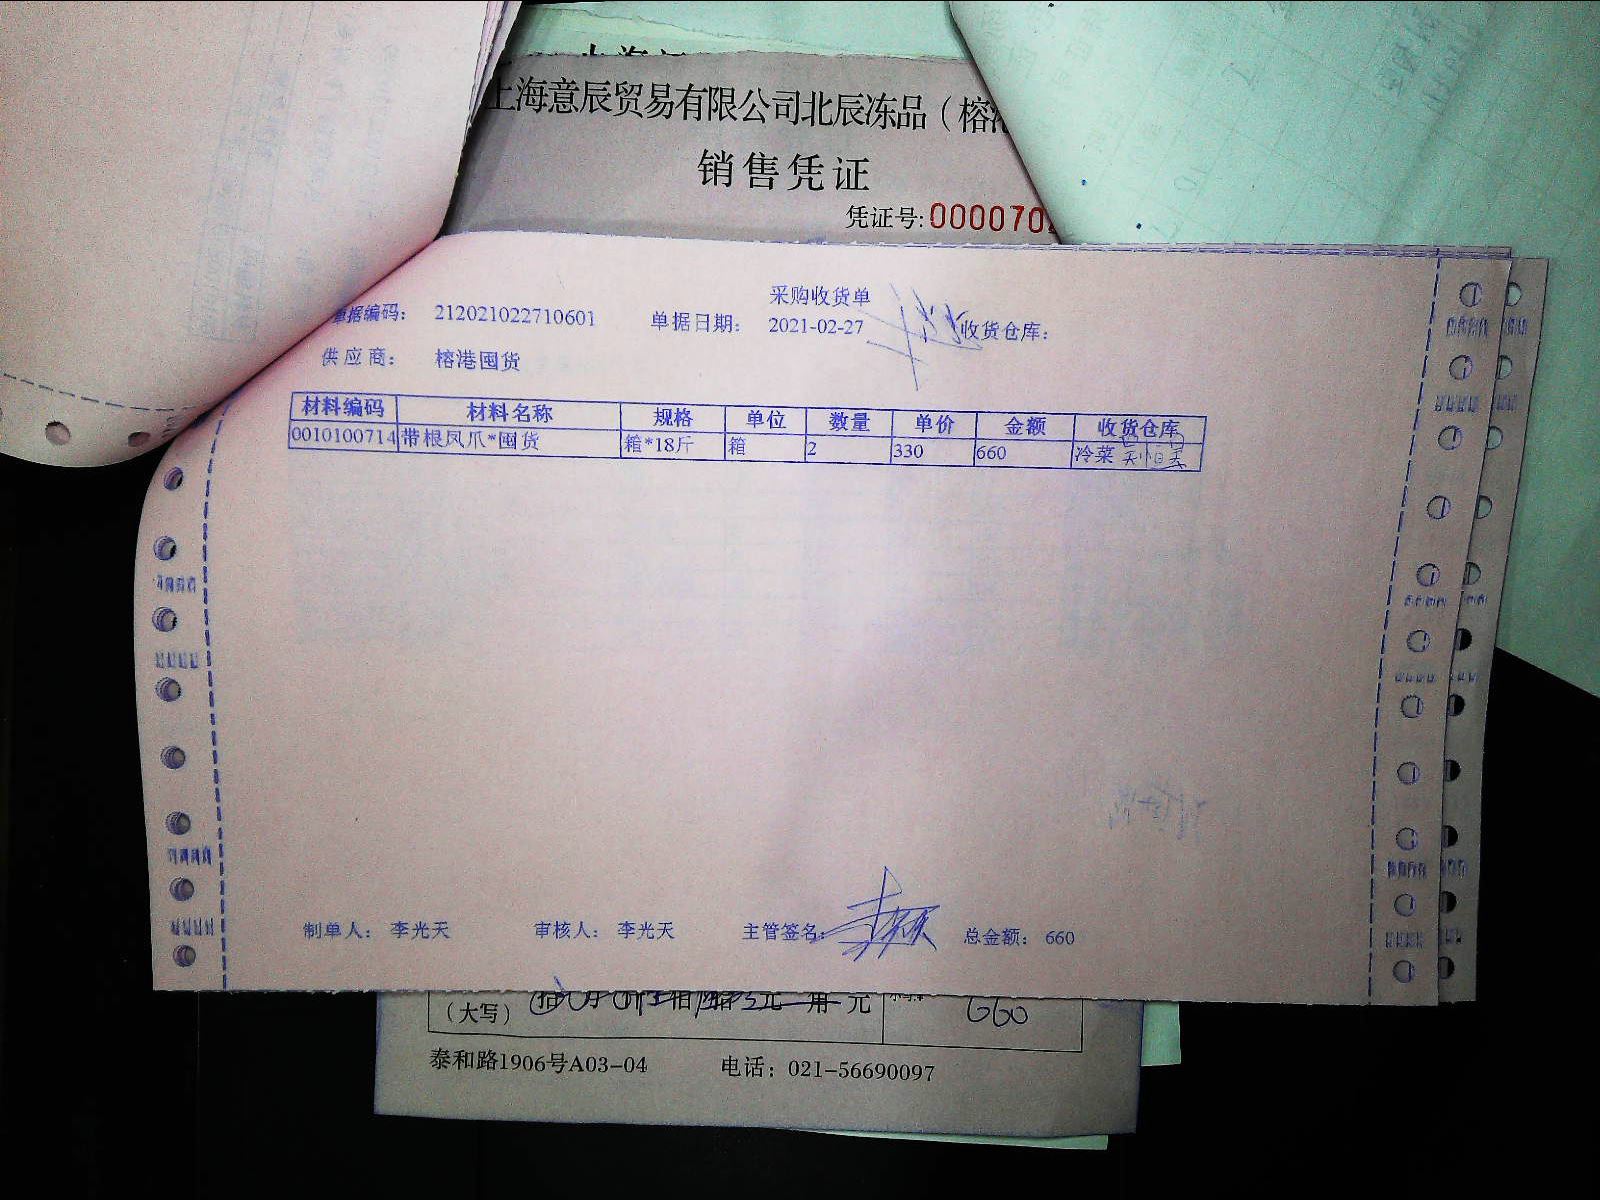 上海意辰贸易有限公司北辰冻品（榕港
销售凭证
凭证号:000070
采购收货单
单据编码: 212021022710601 单据日期: 2021-02-27 收货仓库:
供应商: 榕港囤货
材料编码 材料名称 规格 单位 数量 单价 金额 收货仓库
0010100714 带根凤爪*囤货 箱*18斤 箱 2 330 660 冷菜
制单人: 李光天 审核人: 李光天 主管签名: 总金额: 660
（大写） 元 角 元 660
泰和路1906号A03-04 电话: 021-56690097